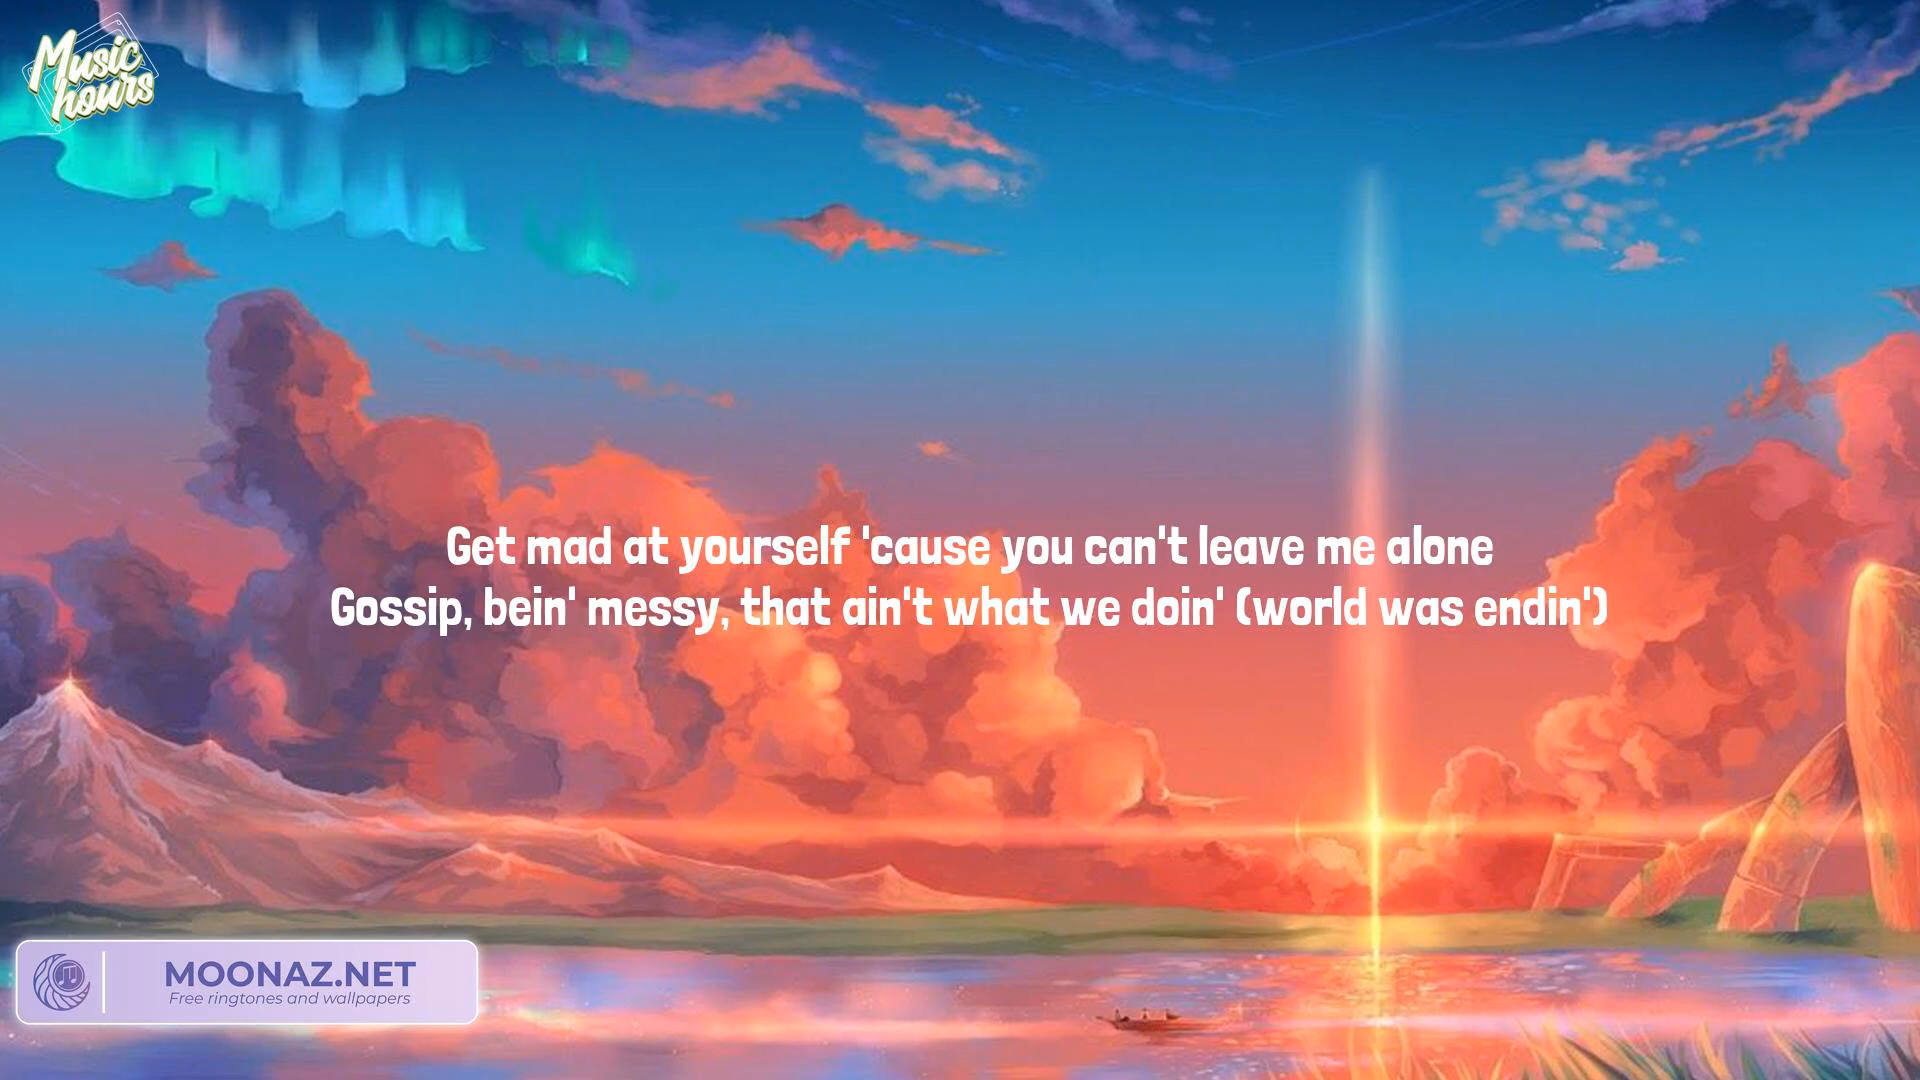 Music
hours
Get mad at yourself 'cause you can't leave me alone
Gossip, bein' messy, that ain't what we doin' (world was endin')
MOONAZ.NET
Free ringtones and wallpapers